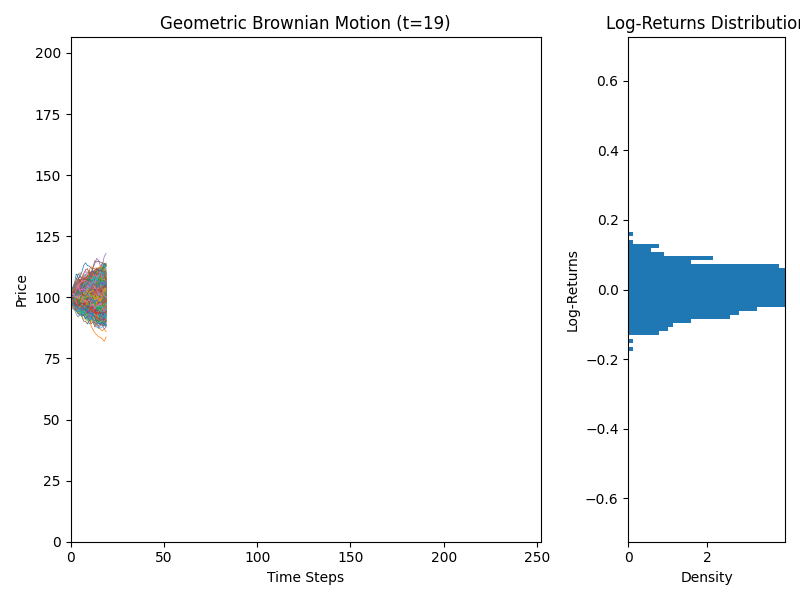 Geometric Brownian Motion (t=19)
Price
200
175
150
125
100
75
50
25
0
0 50 100 150 200 250
Time Steps
Log-Returns Distribution
Log-Returns
0.6
0.4
0.2
0.0
−0.2
−0.4
−0.6
0 2
Density